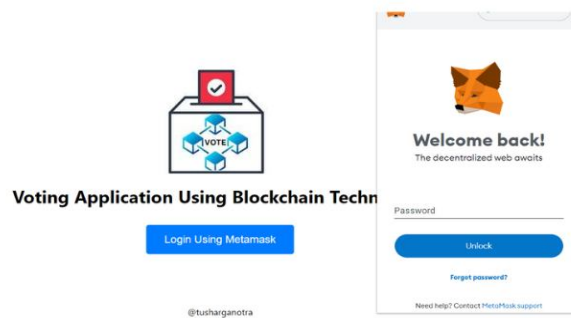 VOTE
Voting Application Using Blockchain Techn
Login Using Metamask
@tusharganotra
Welcome back!
The decentralized web awaits
Password
Unlock
Forgot password?
Need help? Contact MetaMask support